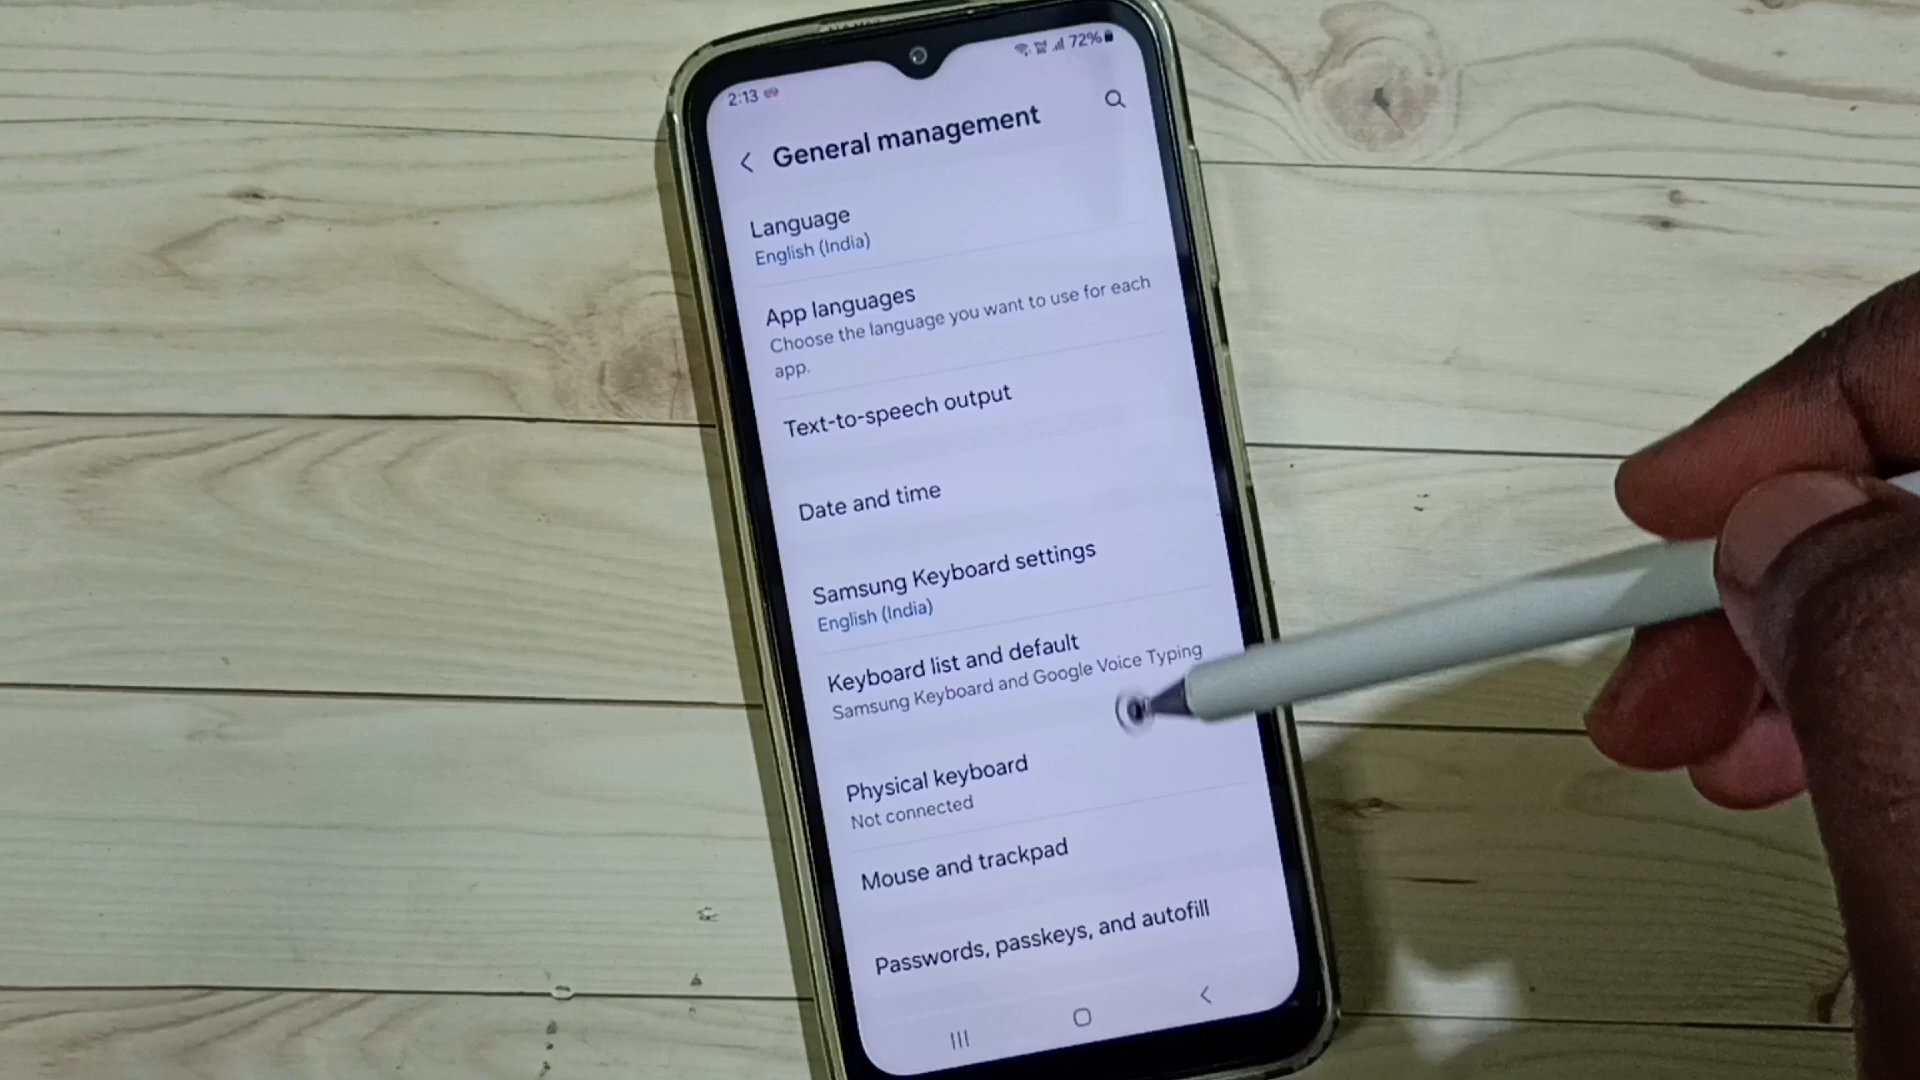 2:13
72%
General management
Language
English (India)
App languages
Choose the language you want to use for each
app.
Text-to-speech output
Date and time
Samsung Keyboard settings
English (India)
Keyboard list and default
Samsung Keyboard and Google Voice Typing
Physical keyboard
Not connected
Mouse and trackpad
Passwords, passkeys, and autofill